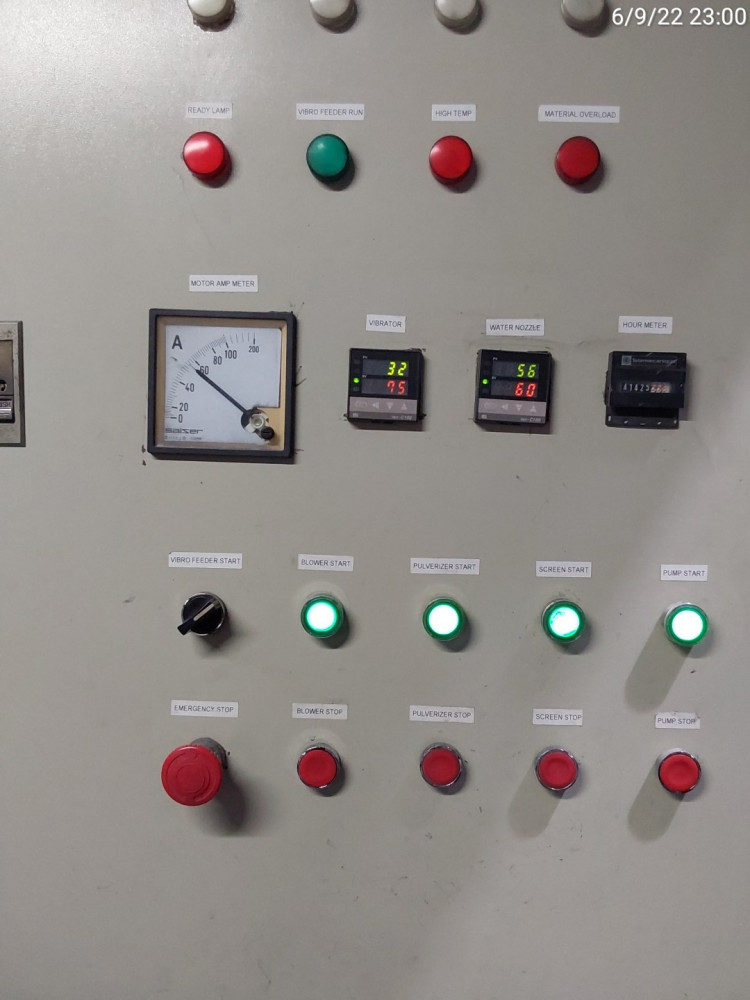 6/9/22 23:00
READY LAMP
VIBRO FEEDER RUN
HIGH TEMP
MATERIAL OVERLOAD
MOTOR AMP METER
VIBRATOR
WATER NOZZLE
HOUR METER
A
0
20
40
60
80
100
200
32
75
56
60
VIBRO FEEDER START
BLOWER START
PULVERIZER START
SCREEN START
PUMP START
EMERGENCY STOP
BLOWER STOP
PULVERIZER STOP
SCREEN STOP
PUMP STOP